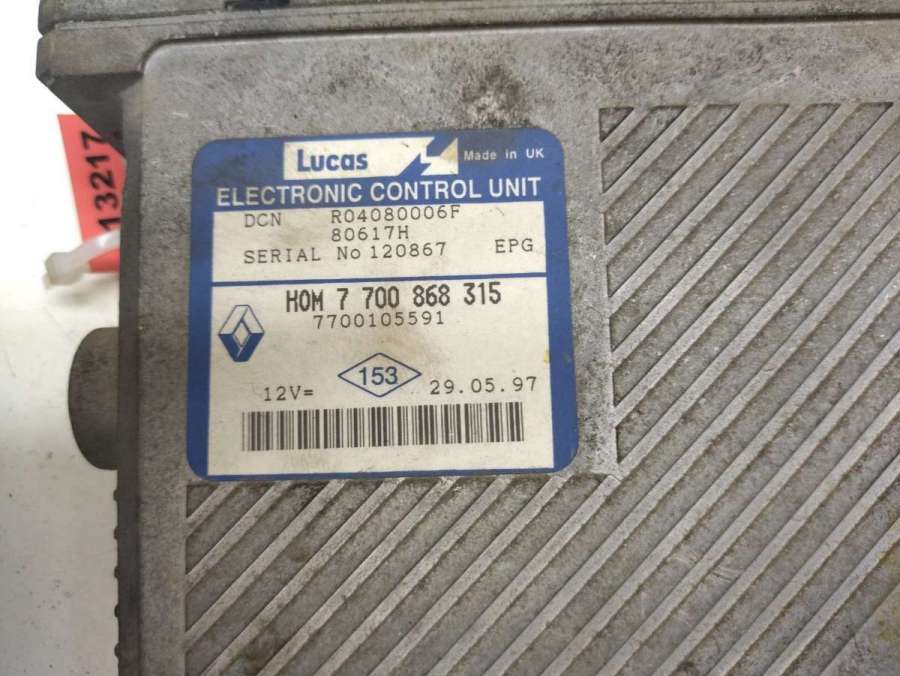 13217
Lucas
Made in UK
ELECTRONIC CONTROL UNIT
DCN R04080006F
80617H
SERIAL No 120867 EPG
HOM 7 700 868 315
7700105591
153
12V= 29.05.97